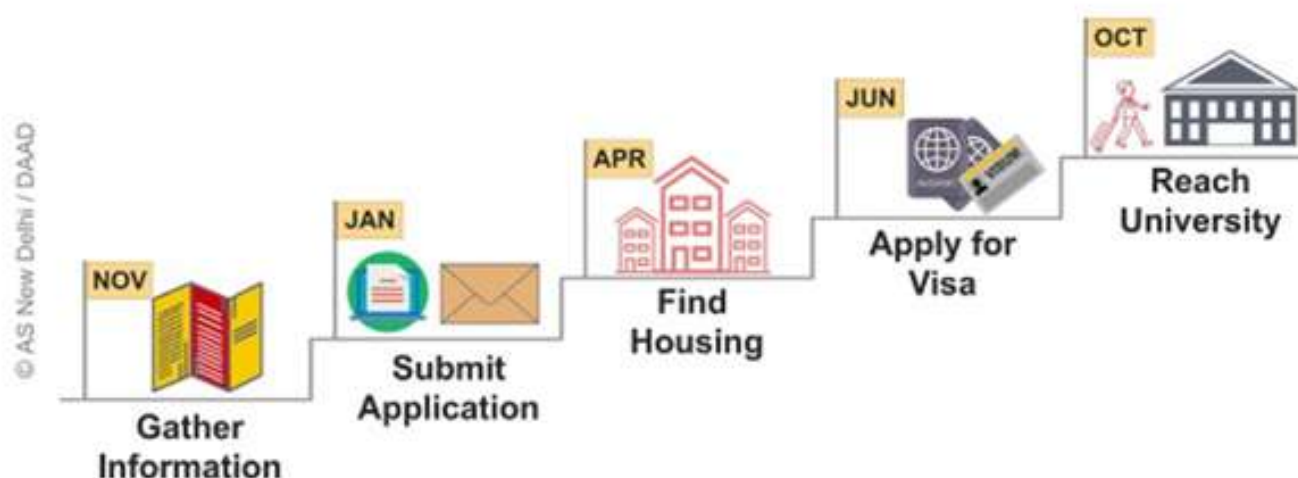 © AS New Delhi / DAAD
NOV
Gather
Information
JAN
Submit
Application
APR
Find
Housing
JUN
Apply for
Visa
OCT
Reach
University